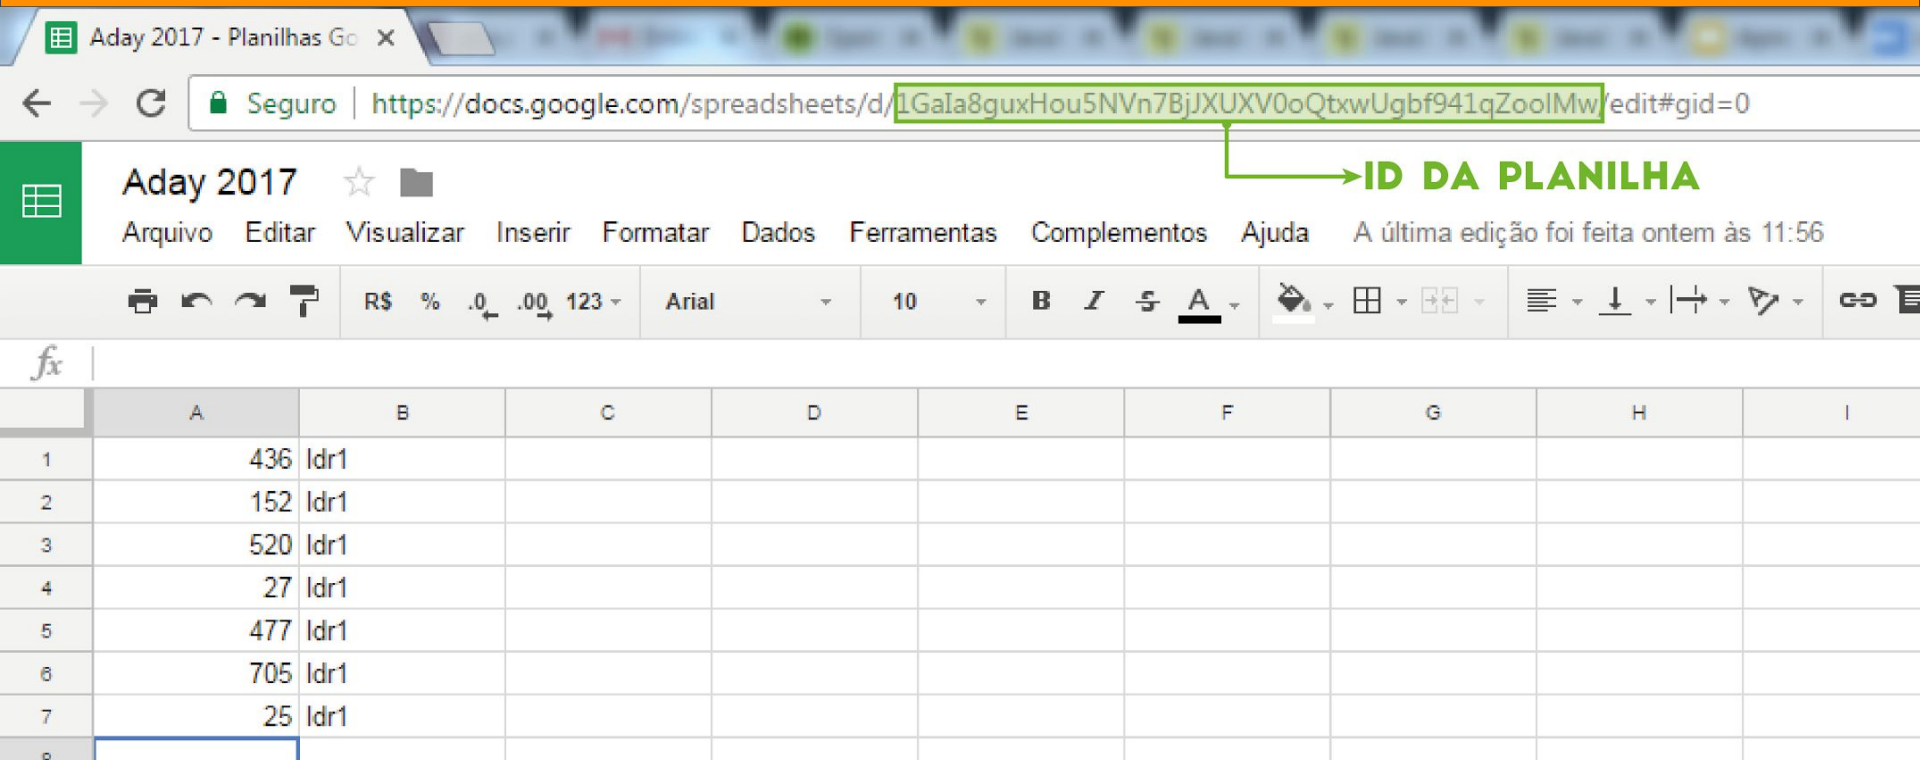 Aday 2017 - Planilhas Go
Seguro | https://docs.google.com/spreadsheets/d/1GaIa8guxHou5NVn7BjJXUXV0oQtxwUgbf941qZooIMw/edit#gid=0
ID DA PLANILHA
Aday 2017
Arquivo Editar Visualizar Inserir Formatar Dados Ferramentas Complementos Ajuda A última edição foi feita ontem às 11:56
R$ % .0 .00 123 Arial 10 B I S A
fx
A B C D E F G H I
1 436 ldr1
2 152 ldr1
3 520 ldr1
4 27 ldr1
5 477 ldr1
6 705 ldr1
7 25 ldr1
8